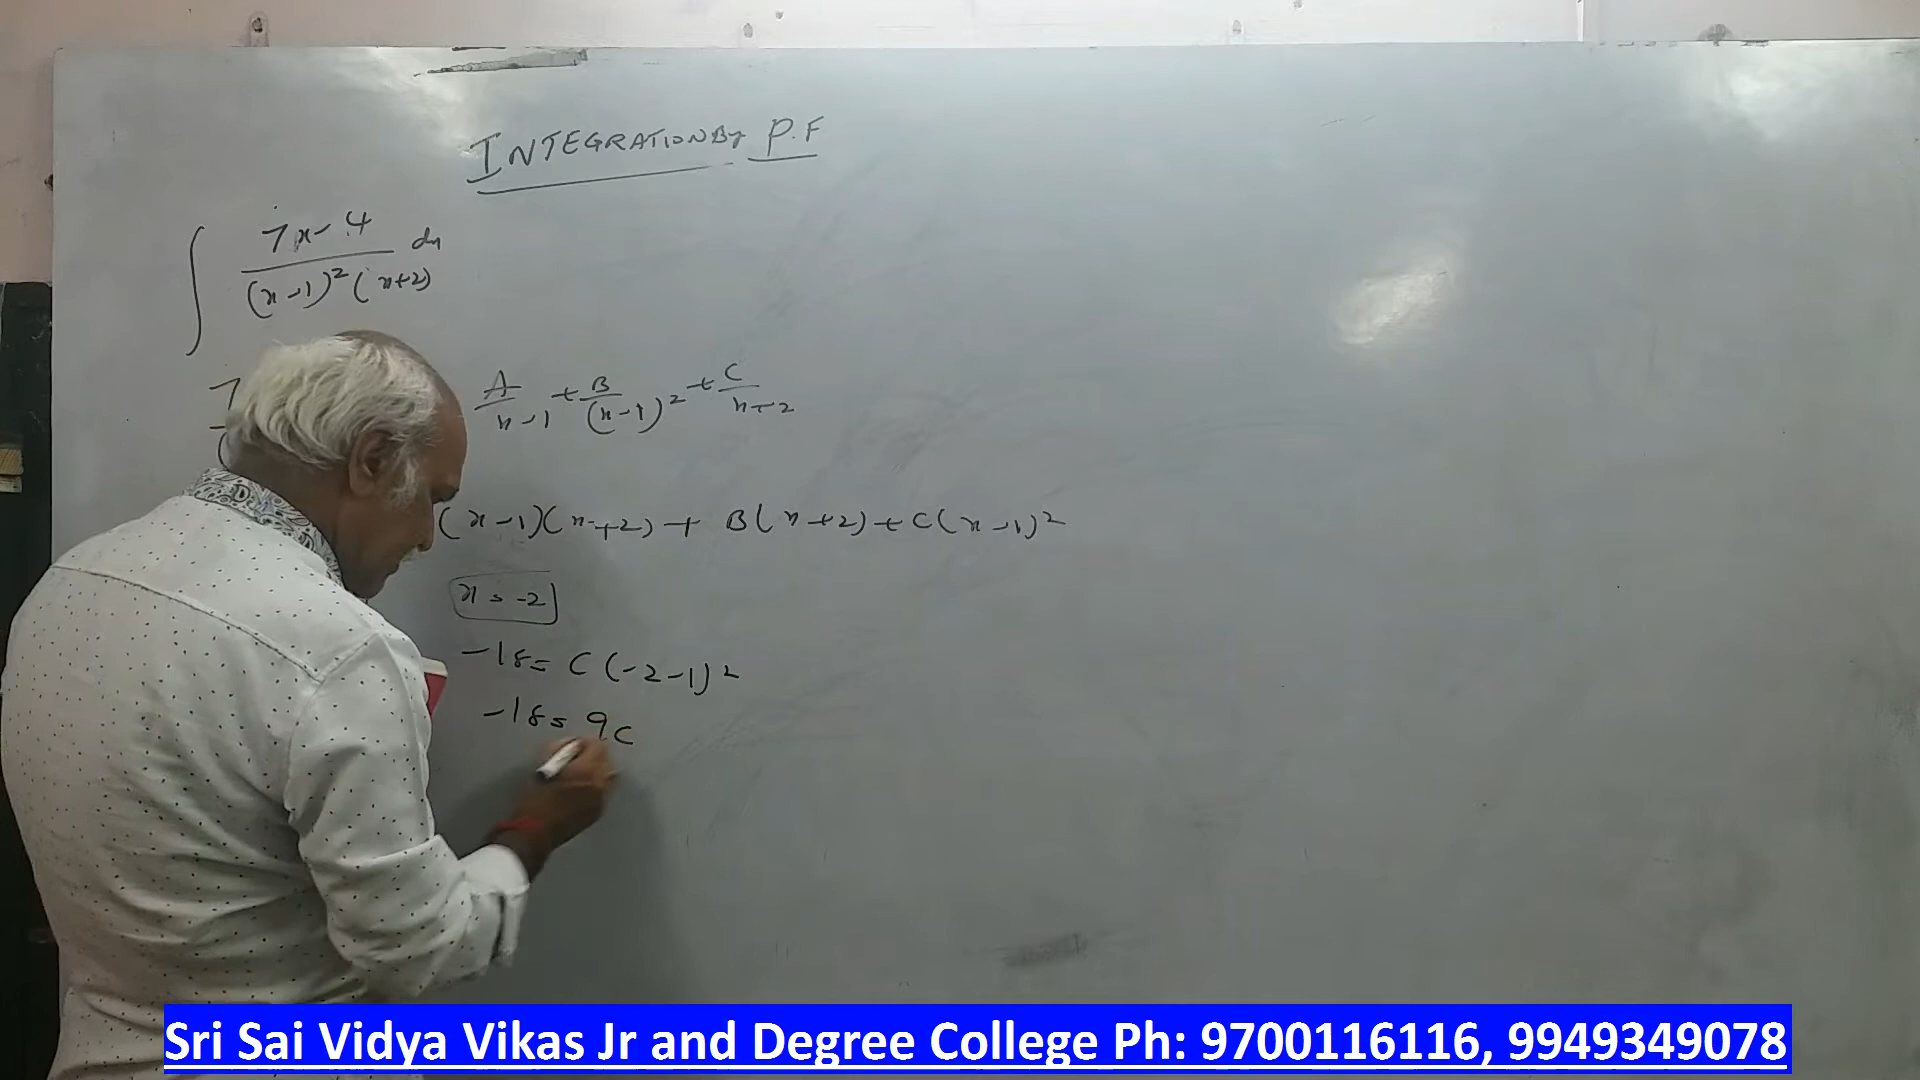 INTEGRATION BY P.F
∫ 7x-4 / (x-1)² (x+2) dx
7
A/x-1 + B/(x-1)² + C/x+2
(x-1)(x+2) + B(x+2) + C(x-1)²
x = -2
-18 = C(-2-1)²
-18 = 9C
Sri Sai Vidya Vikas Jr and Degree College Ph: 9700116116, 9949349078